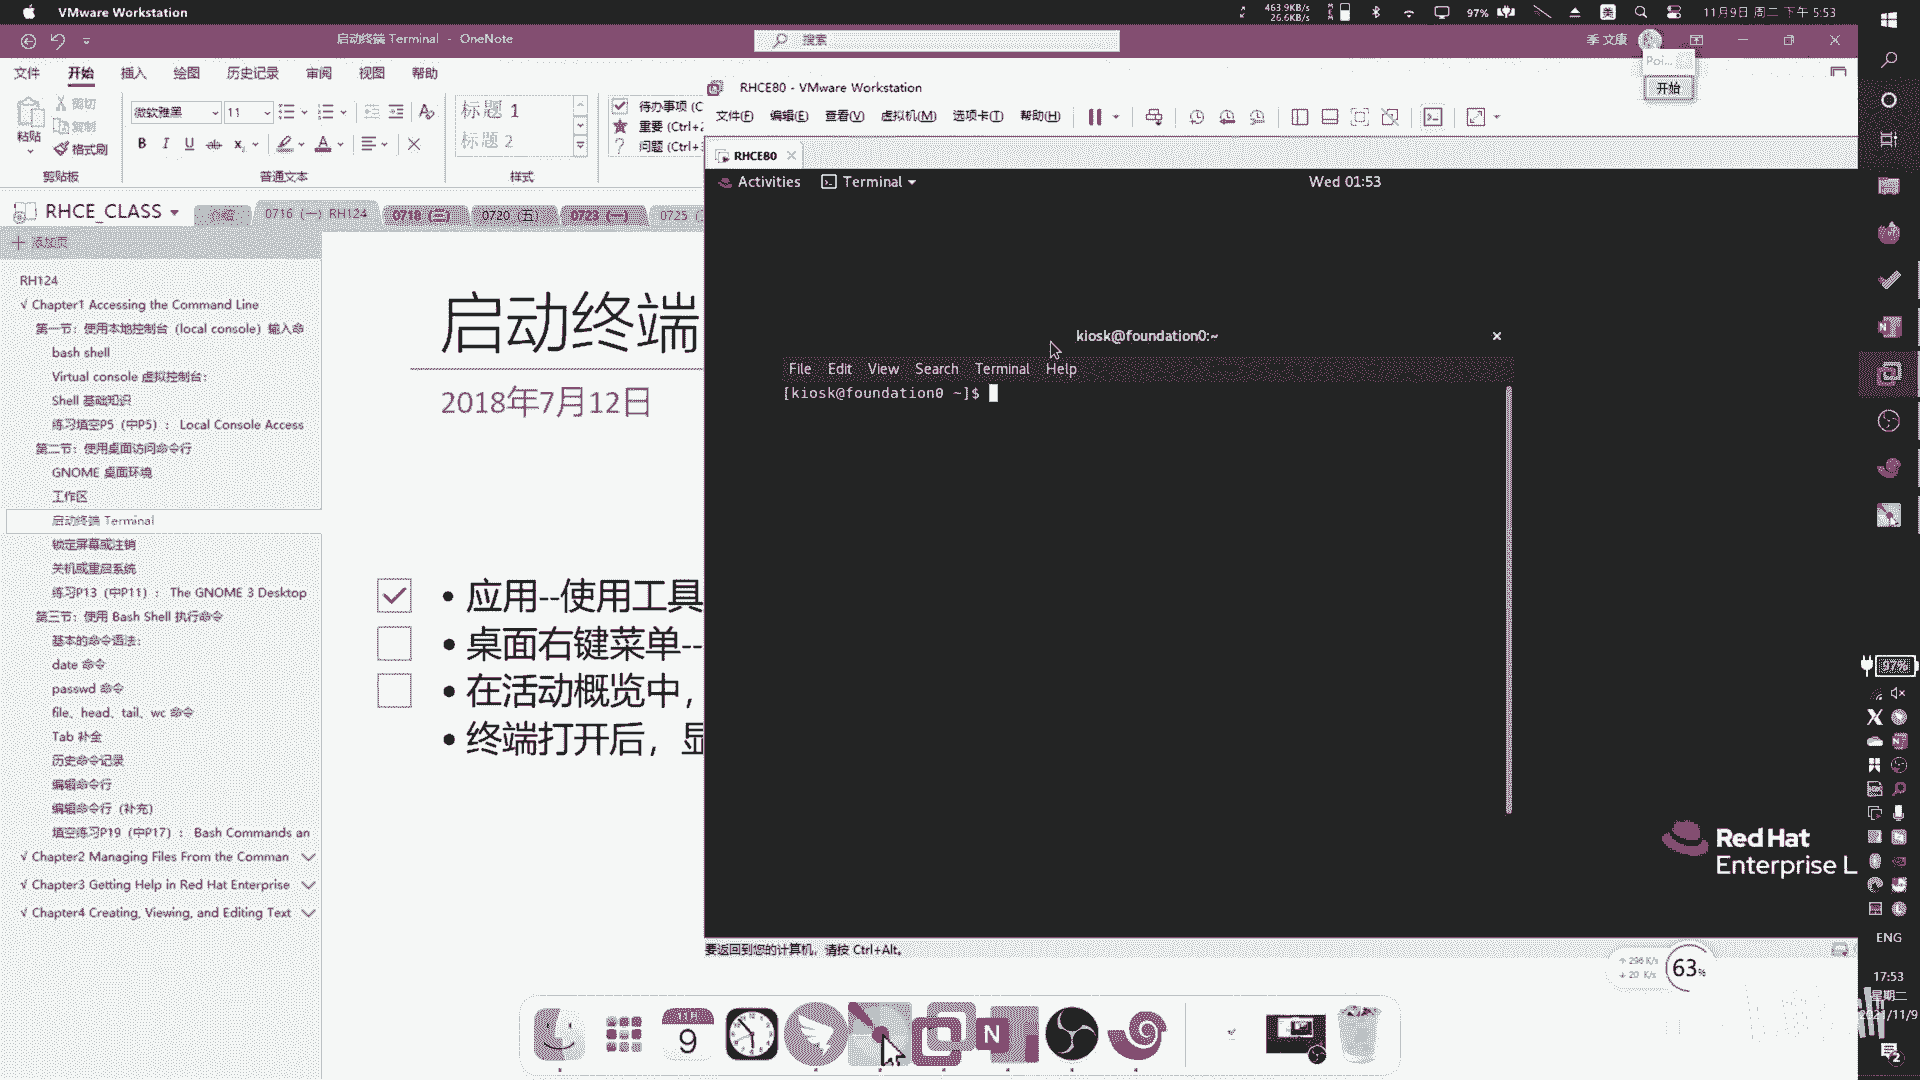 VMware Workstation
463.9KB/s
26.6KB/s
97%
美
11月9日 周二 下午 5:53
启动终端 Terminal - OneNote
搜索
季 文康
Poi...
开始
文件 开始 插入 绘图 历史记录 审阅 视图 帮助
粘贴
剪切
复制
格式刷
剪贴板
微软雅黑 11
B I U ab x
普通文本
标题 1
标题 2
样式
待办事项 (C
重要 (Ctrl+2
问题 (Ctrl+3
RHCE80 - VMware Workstation
文件(F) 编辑(E) 查看(V) 虚拟机(M) 选项卡(T) 帮助(H)
RHCE80
Activities Terminal
Wed 01:53
RHCE_CLASS
介绍 0716 (一) RH124 0718 (三) 0720 (五) 0723 (一) 0725
添加页
RH124
√ Chapter1 Accessing the Command Line
第一节：使用本地控制台（local console）输入命
bash shell
Virtual console 虚拟控制台：
Shell 基础知识
练习填空P5（中P5）： Local Console Access
第二节：使用桌面访问命令行
GNOME 桌面环境
工作区
启动终端 Terminal
锁定屏幕或注销
关机或重启系统
练习P13（中P11）： The GNOME 3 Desktop
第三节：使用 Bash Shell 执行命令
基本的命令语法：
date 命令
passwd 命令
file、head、tail、wc 命令
Tab 补全
历史命令记录
编辑命令行
编辑命令行（补充）
填空练习P19（中P17）： Bash Commands an
√ Chapter2 Managing Files From the Comman
√ Chapter3 Getting Help in Red Hat Enterprise
√ Chapter4 Creating, Viewing, and Editing Text
启动终端
2018年7月12日
• 应用--使用工具
• 桌面右键菜单--
• 在活动概览中，
• 终端打开后，显
kiosk@foundation0:~
File Edit View Search Terminal Help
[kiosk@foundation0 ~]$
Red Hat
Enterprise L
要返回到您的计算机，请按 Ctrl+Alt。
296 K/s
20 K/s
63%
97%
ENG
17:53
星期二
2021/11/9
2
9
N